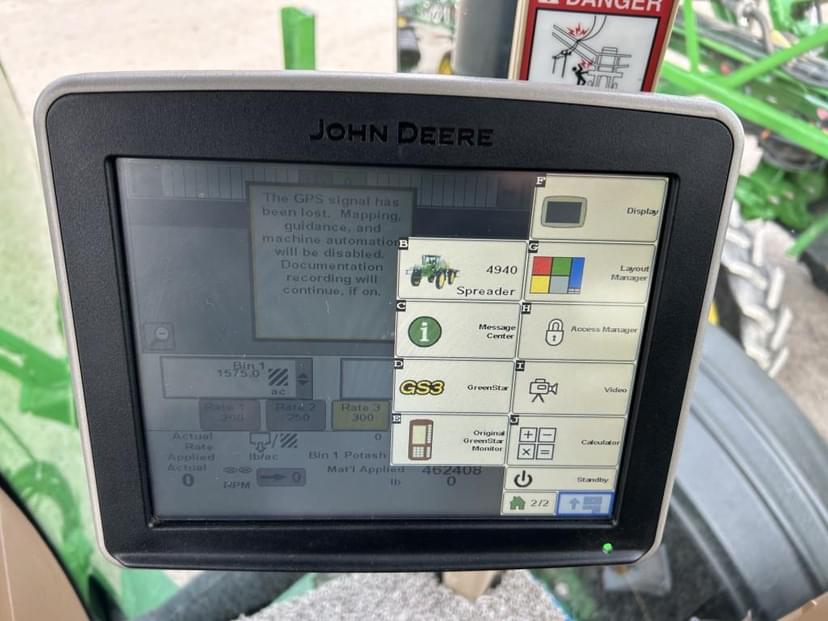 DANGER
JOHN DEERE
The GPS signal has
been lost. Mapping,
guidance, and
machine automation
will be disabled.
Documentation
recording will
continue, if on.
F
Display
B
4940
Spreader
G
Layout
Manager
C
Message
Center
H
Access Manager
D
GS3
GreenStar
I
Video
E
Original
GreenStar
Monitor
J
Calculator
Standby
2/2
Bin 1
1575.0
ac
Rate 1
200
Rate 2
250
Rate 3
300
Actual
Rate
Applied
Actual
0
lb/ac
0
Bin 1 Potash
RPM
0
Mat'l Applied
lb
462408
0